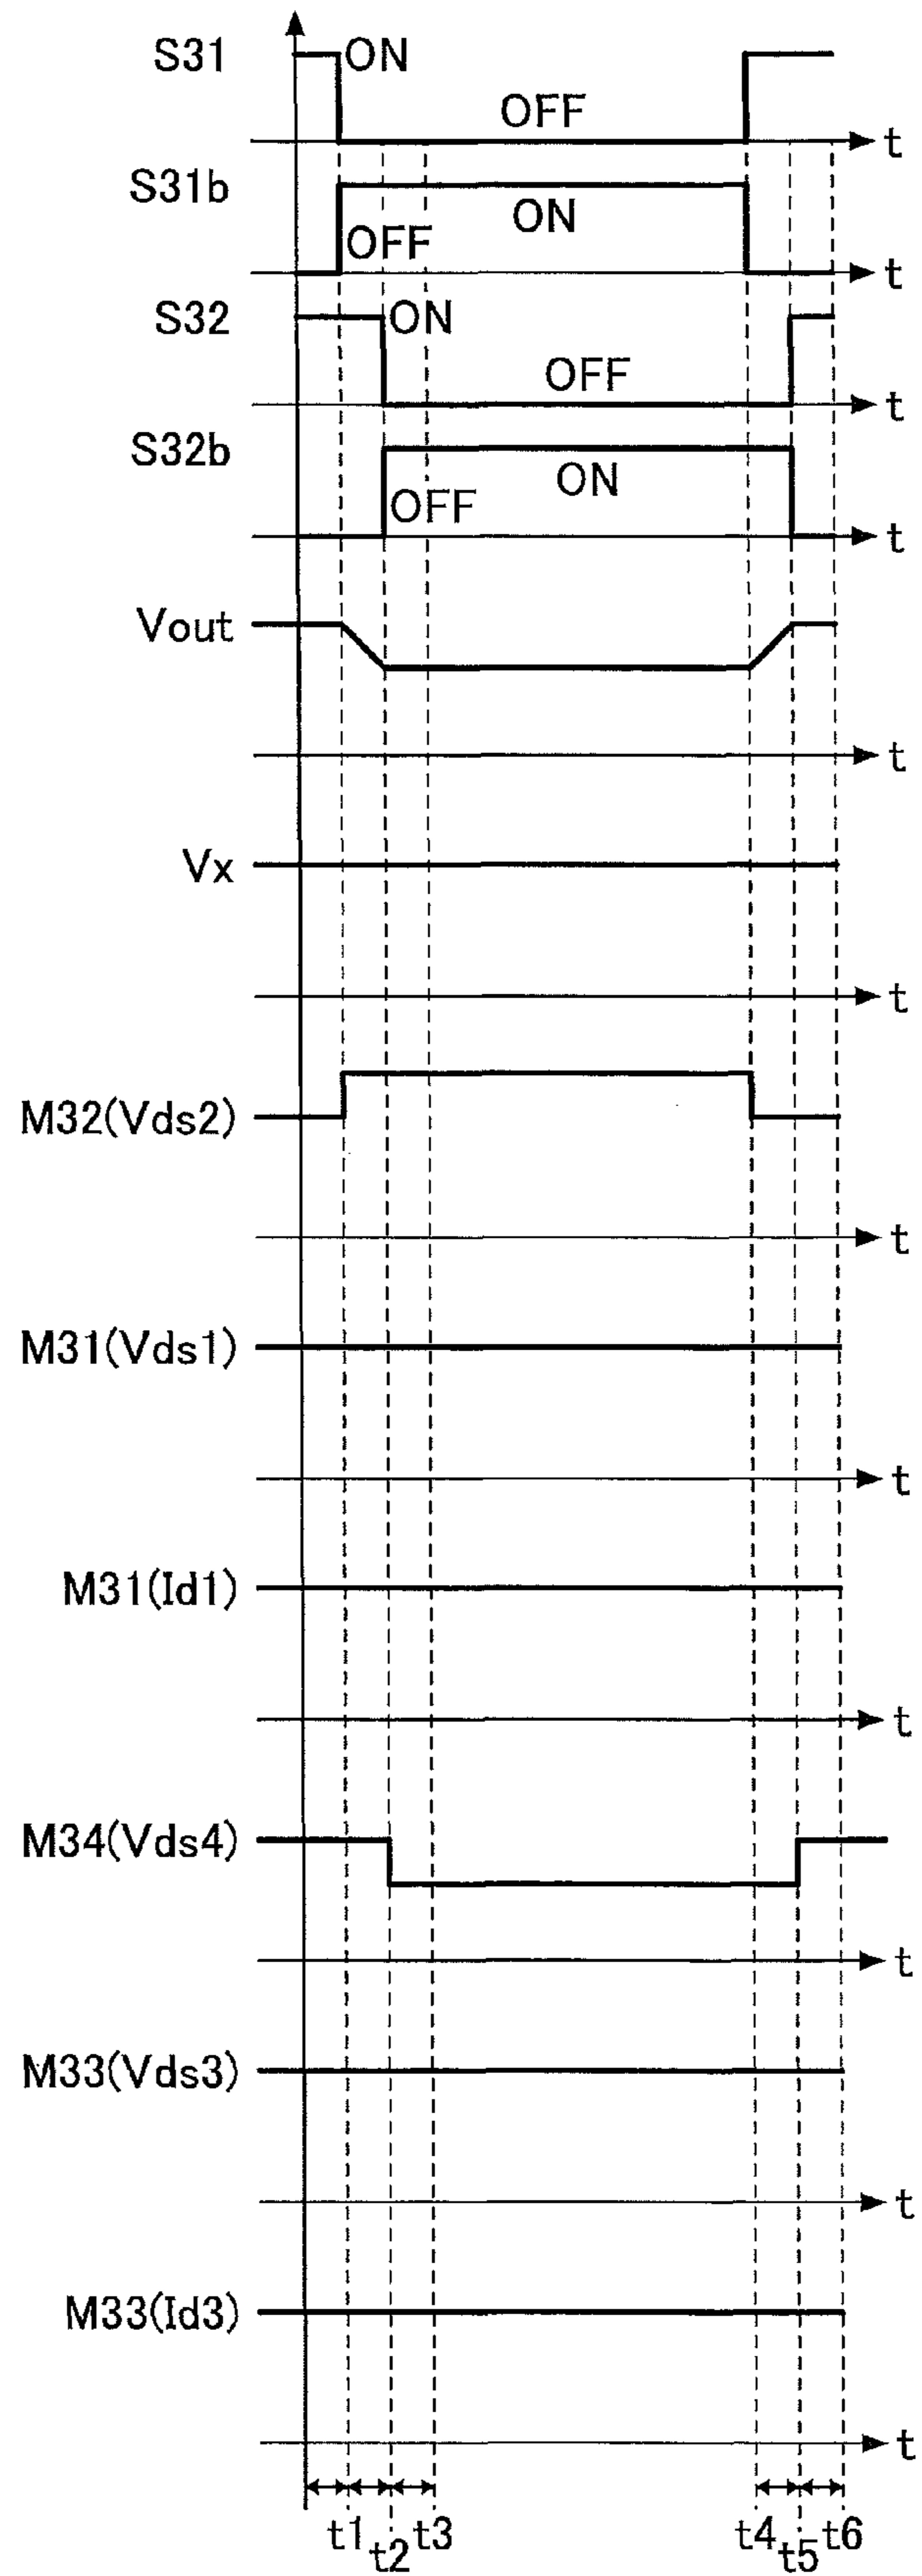 S31
ON
OFF
t
S31b
OFF
ON
t
S32
ON
OFF
t
S32b
OFF
ON
t
Vout
t
Vx
t
M32(Vds2)
t
M31(Vds1)
t
M31(Id1)
t
M34(Vds4)
t
M33(Vds3)
t
M33(Id3)
t
t1 t2 t3 t4 t5 t6